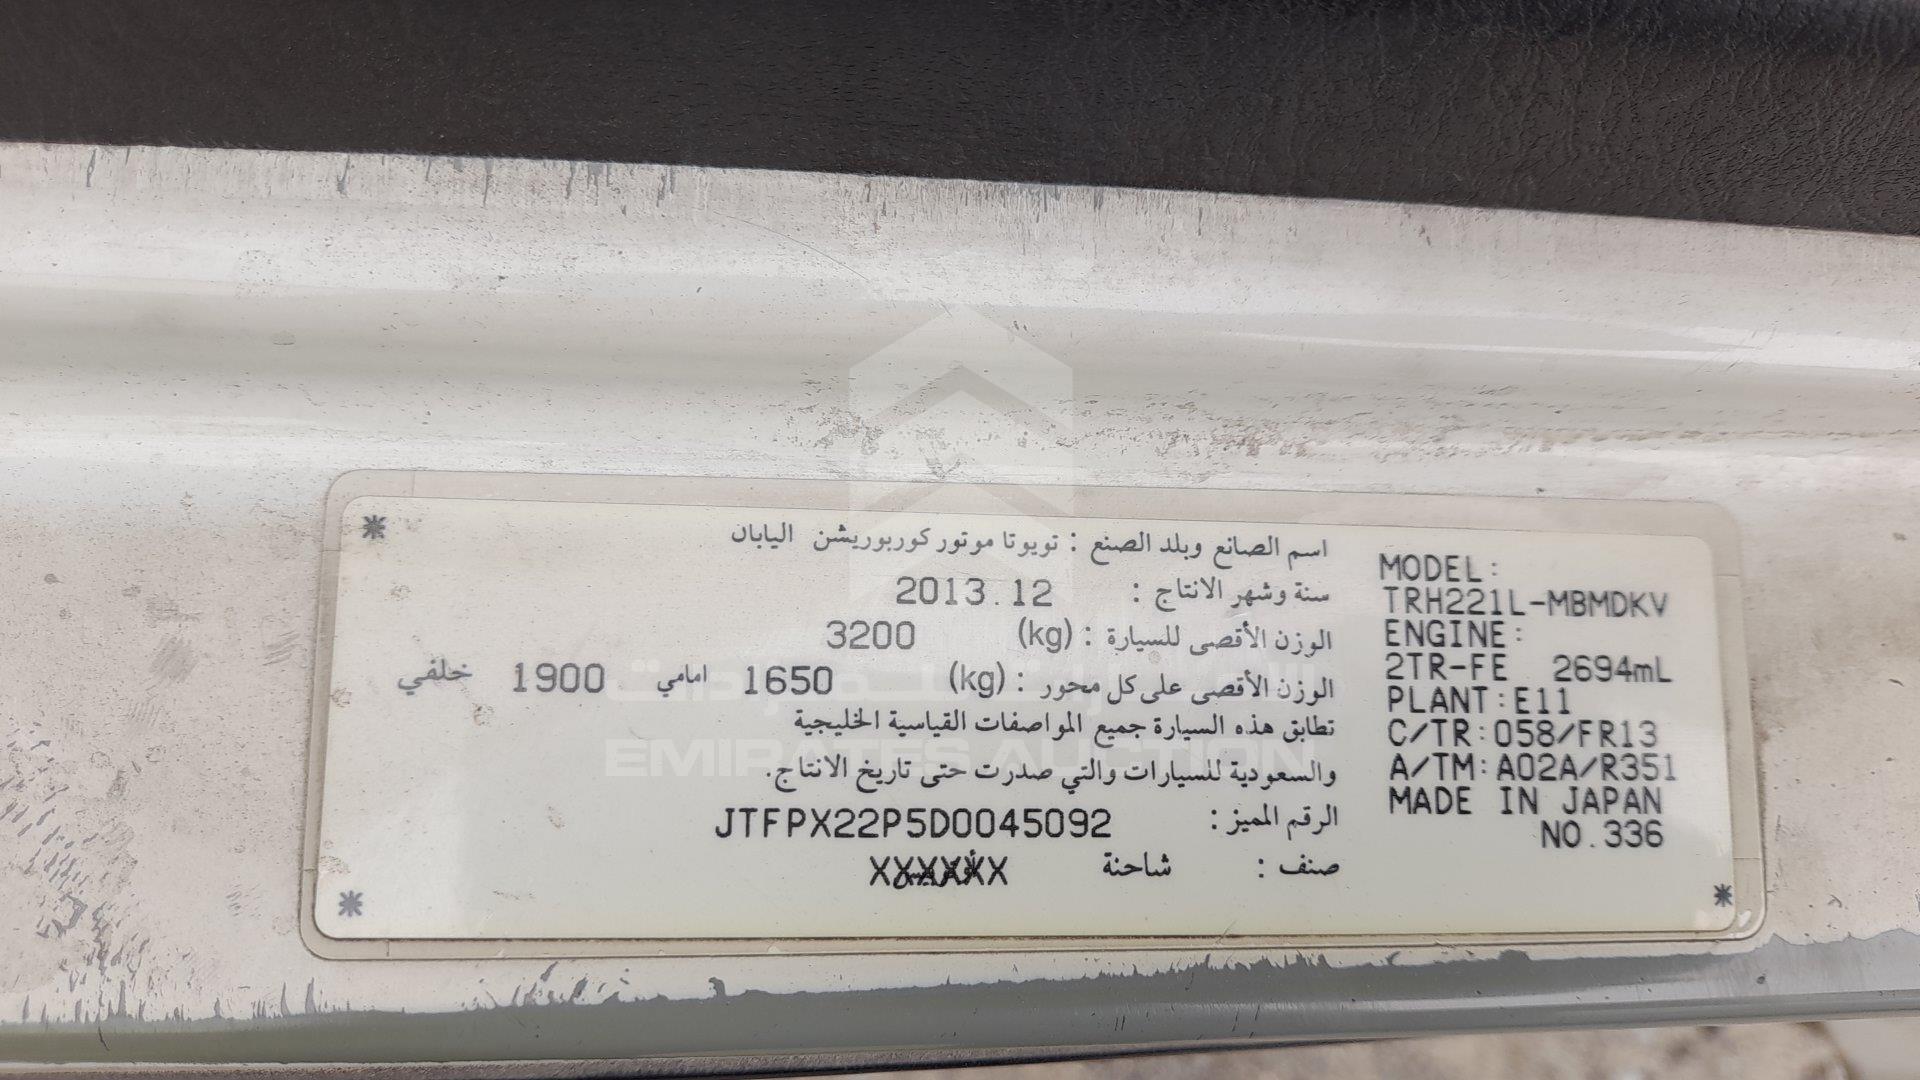 اسم الصانع وبلد الصنع : تويوتا موتور كوربوريشن اليابان
سنة وشهر الانتاج : 2013.12
الوزن الأقصى للسيارة : (kg) 3200
الوزن الأقصى على كل محور : (kg) 1650 امامي 1900 خلفي
تطابق هذه السيارة جميع المواصفات القياسية الخليجية
والسعودية للسيارات والتي صدرت حتى تاريخ الانتاج.
الرقم المميز : JTFPX22P5D0045092
صنف : شاحنة XXXXXX
MODEL:
TRH221L-MBMDKV
ENGINE:
2TR-FE 2694mL
PLANT:E11
C/TR:058/FR13
A/TM:A02A/R351
MADE IN JAPAN
NO.336
الإمارات للمزادات
EMIRATES AUCTION